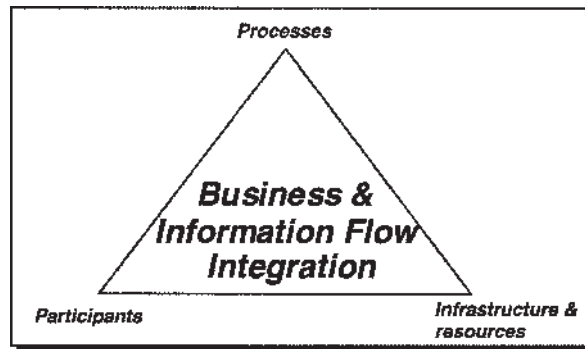 Processes
Business &
Information Flow
Integration
Participants
Infrastructure &
resources